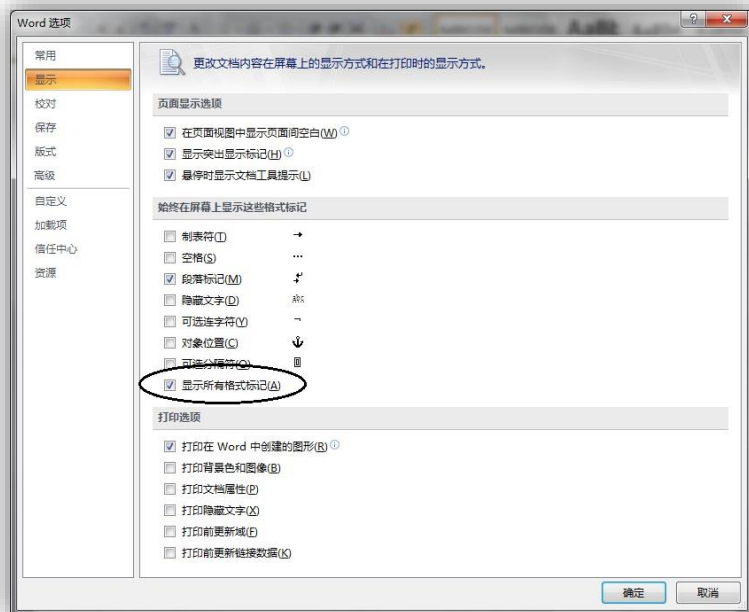 Word 选项
常用
显示
校对
保存
版式
高级
自定义
加载项
信任中心
资源
更改文档内容在屏幕上的显示方式和在打印时的显示方式。
页面显示选项
在页面视图中显示页面间空白(W)
显示突出显示标记(H)
悬停时显示文档工具提示(L)
始终在屏幕上显示这些格式标记
制表符(T)
空格(S)
段落标记(M)
隐藏文字(D) abc
可选连字符(Y)
对象位置(C)
可选分隔符(O)
显示所有格式标记(A)
打印选项
打印在 Word 中创建的图形(R)
打印背景色和图像(B)
打印文档属性(P)
打印隐藏文字(X)
打印前更新域(F)
打印前更新链接数据(K)
确定 取消